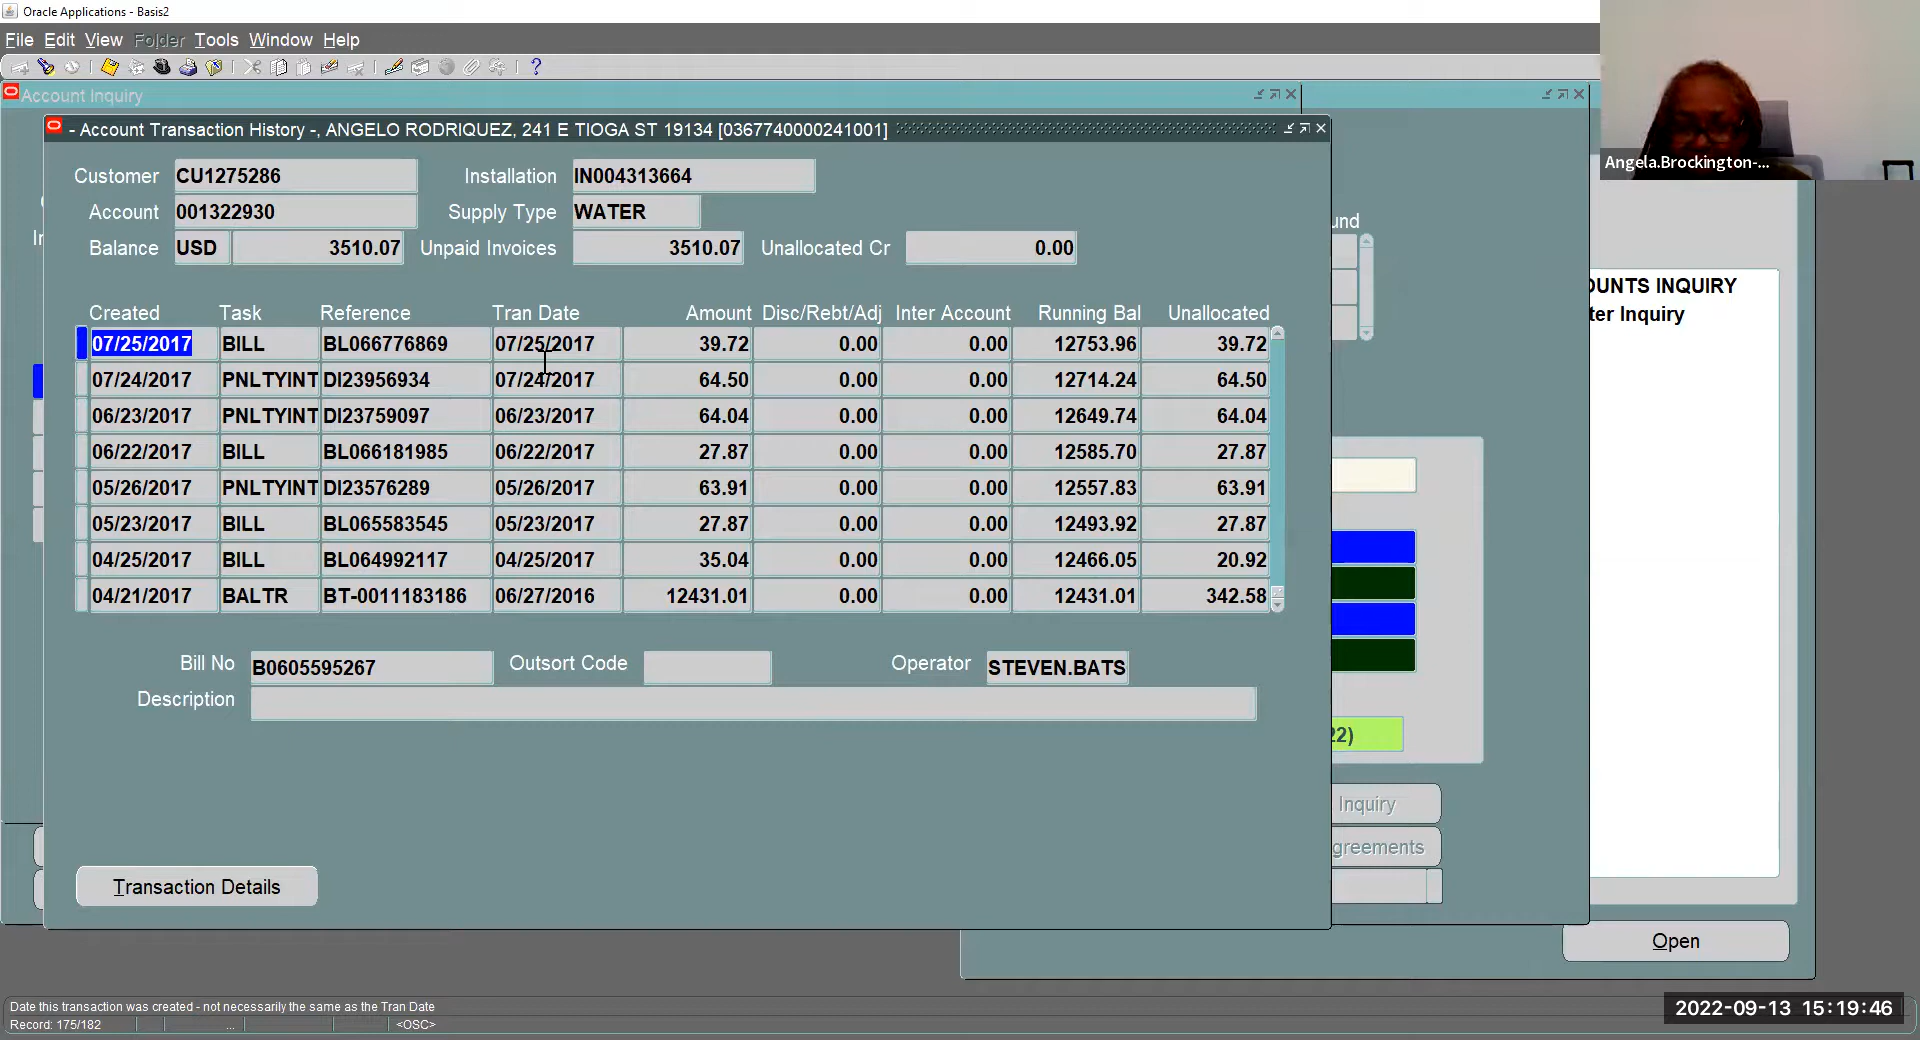 Oracle Applications - Basis2
File Edit View Folder Tools Window Help
Account Inquiry
- Account Transaction History -, ANGELO RODRIQUEZ, 241 E TIOGA ST 19134 [0367740000241001]
Angela.Brockington-...
Customer CU1275286 Installation IN004313664
Account 001322930 Supply Type WATER
Balance USD 3510.07 Unpaid Invoices 3510.07 Unallocated Cr 0.00
und
OUNTS INQUIRY
ter Inquiry
Created Task Reference Tran Date Amount Disc/Rebt/Adj Inter Account Running Bal Unallocated
07/25/2017 BILL BL066776869 07/25/2017 39.72 0.00 0.00 12753.96 39.72
07/24/2017 PNLTYINT DI23956934 07/24/2017 64.50 0.00 0.00 12714.24 64.50
06/23/2017 PNLTYINT DI23759097 06/23/2017 64.04 0.00 0.00 12649.74 64.04
06/22/2017 BILL BL066181985 06/22/2017 27.87 0.00 0.00 12585.70 27.87
05/26/2017 PNLTYINT DI23576289 05/26/2017 63.91 0.00 0.00 12557.83 63.91
05/23/2017 BILL BL065583545 05/23/2017 27.87 0.00 0.00 12493.92 27.87
04/25/2017 BILL BL064992117 04/25/2017 35.04 0.00 0.00 12466.05 20.92
04/21/2017 BALTR BT-0011183186 06/27/2016 12431.01 0.00 0.00 12431.01 342.58
Bill No B0605595267 Outsort Code Operator STEVEN.BATS
Description
22)
Inquiry
greements
Transaction Details
Open
Date this transaction was created - not necessarily the same as the Tran Date
Record: 175/182 ... <OSC>
2022-09-13 15:19:46